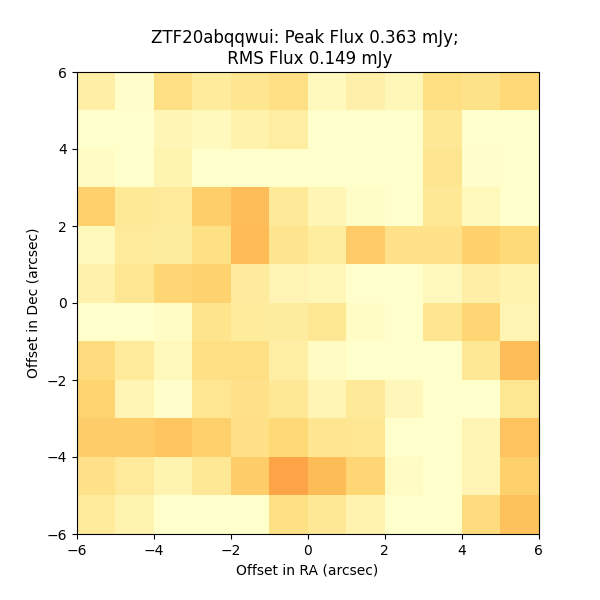 ZTF20abqqwui: Peak Flux 0.363 mJy;
RMS Flux 0.149 mJy
6
4
2
0
−2
−4
−6
Offset in Dec (arcsec)
−6 −4 −2 0 2 4 6
Offset in RA (arcsec)